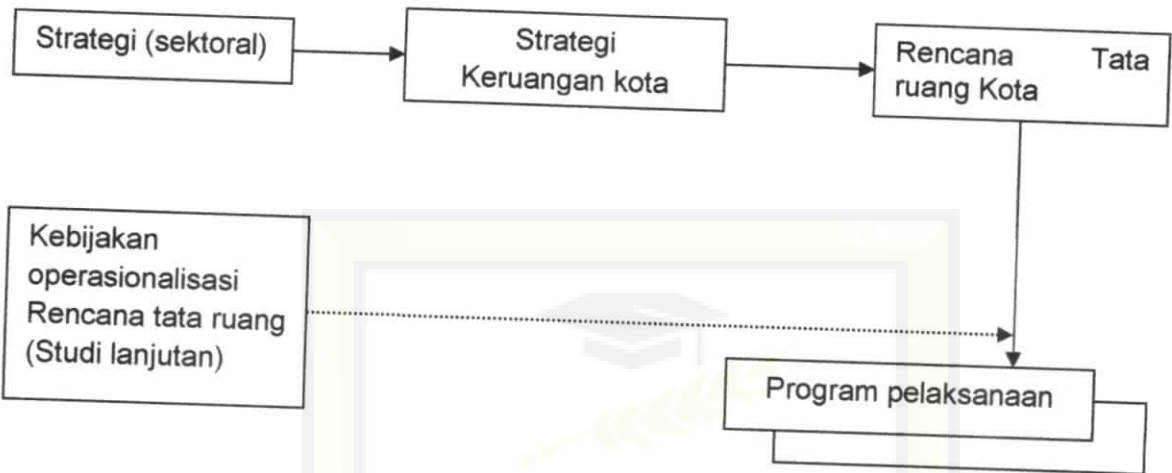 Strategi (sektoral)
Strategi
Keruangan kota
Rencana Tata
ruang Kota
Kebijakan
operasionalisasi
Rencana tata ruang
(Studi lanjutan)
Program pelaksanaan